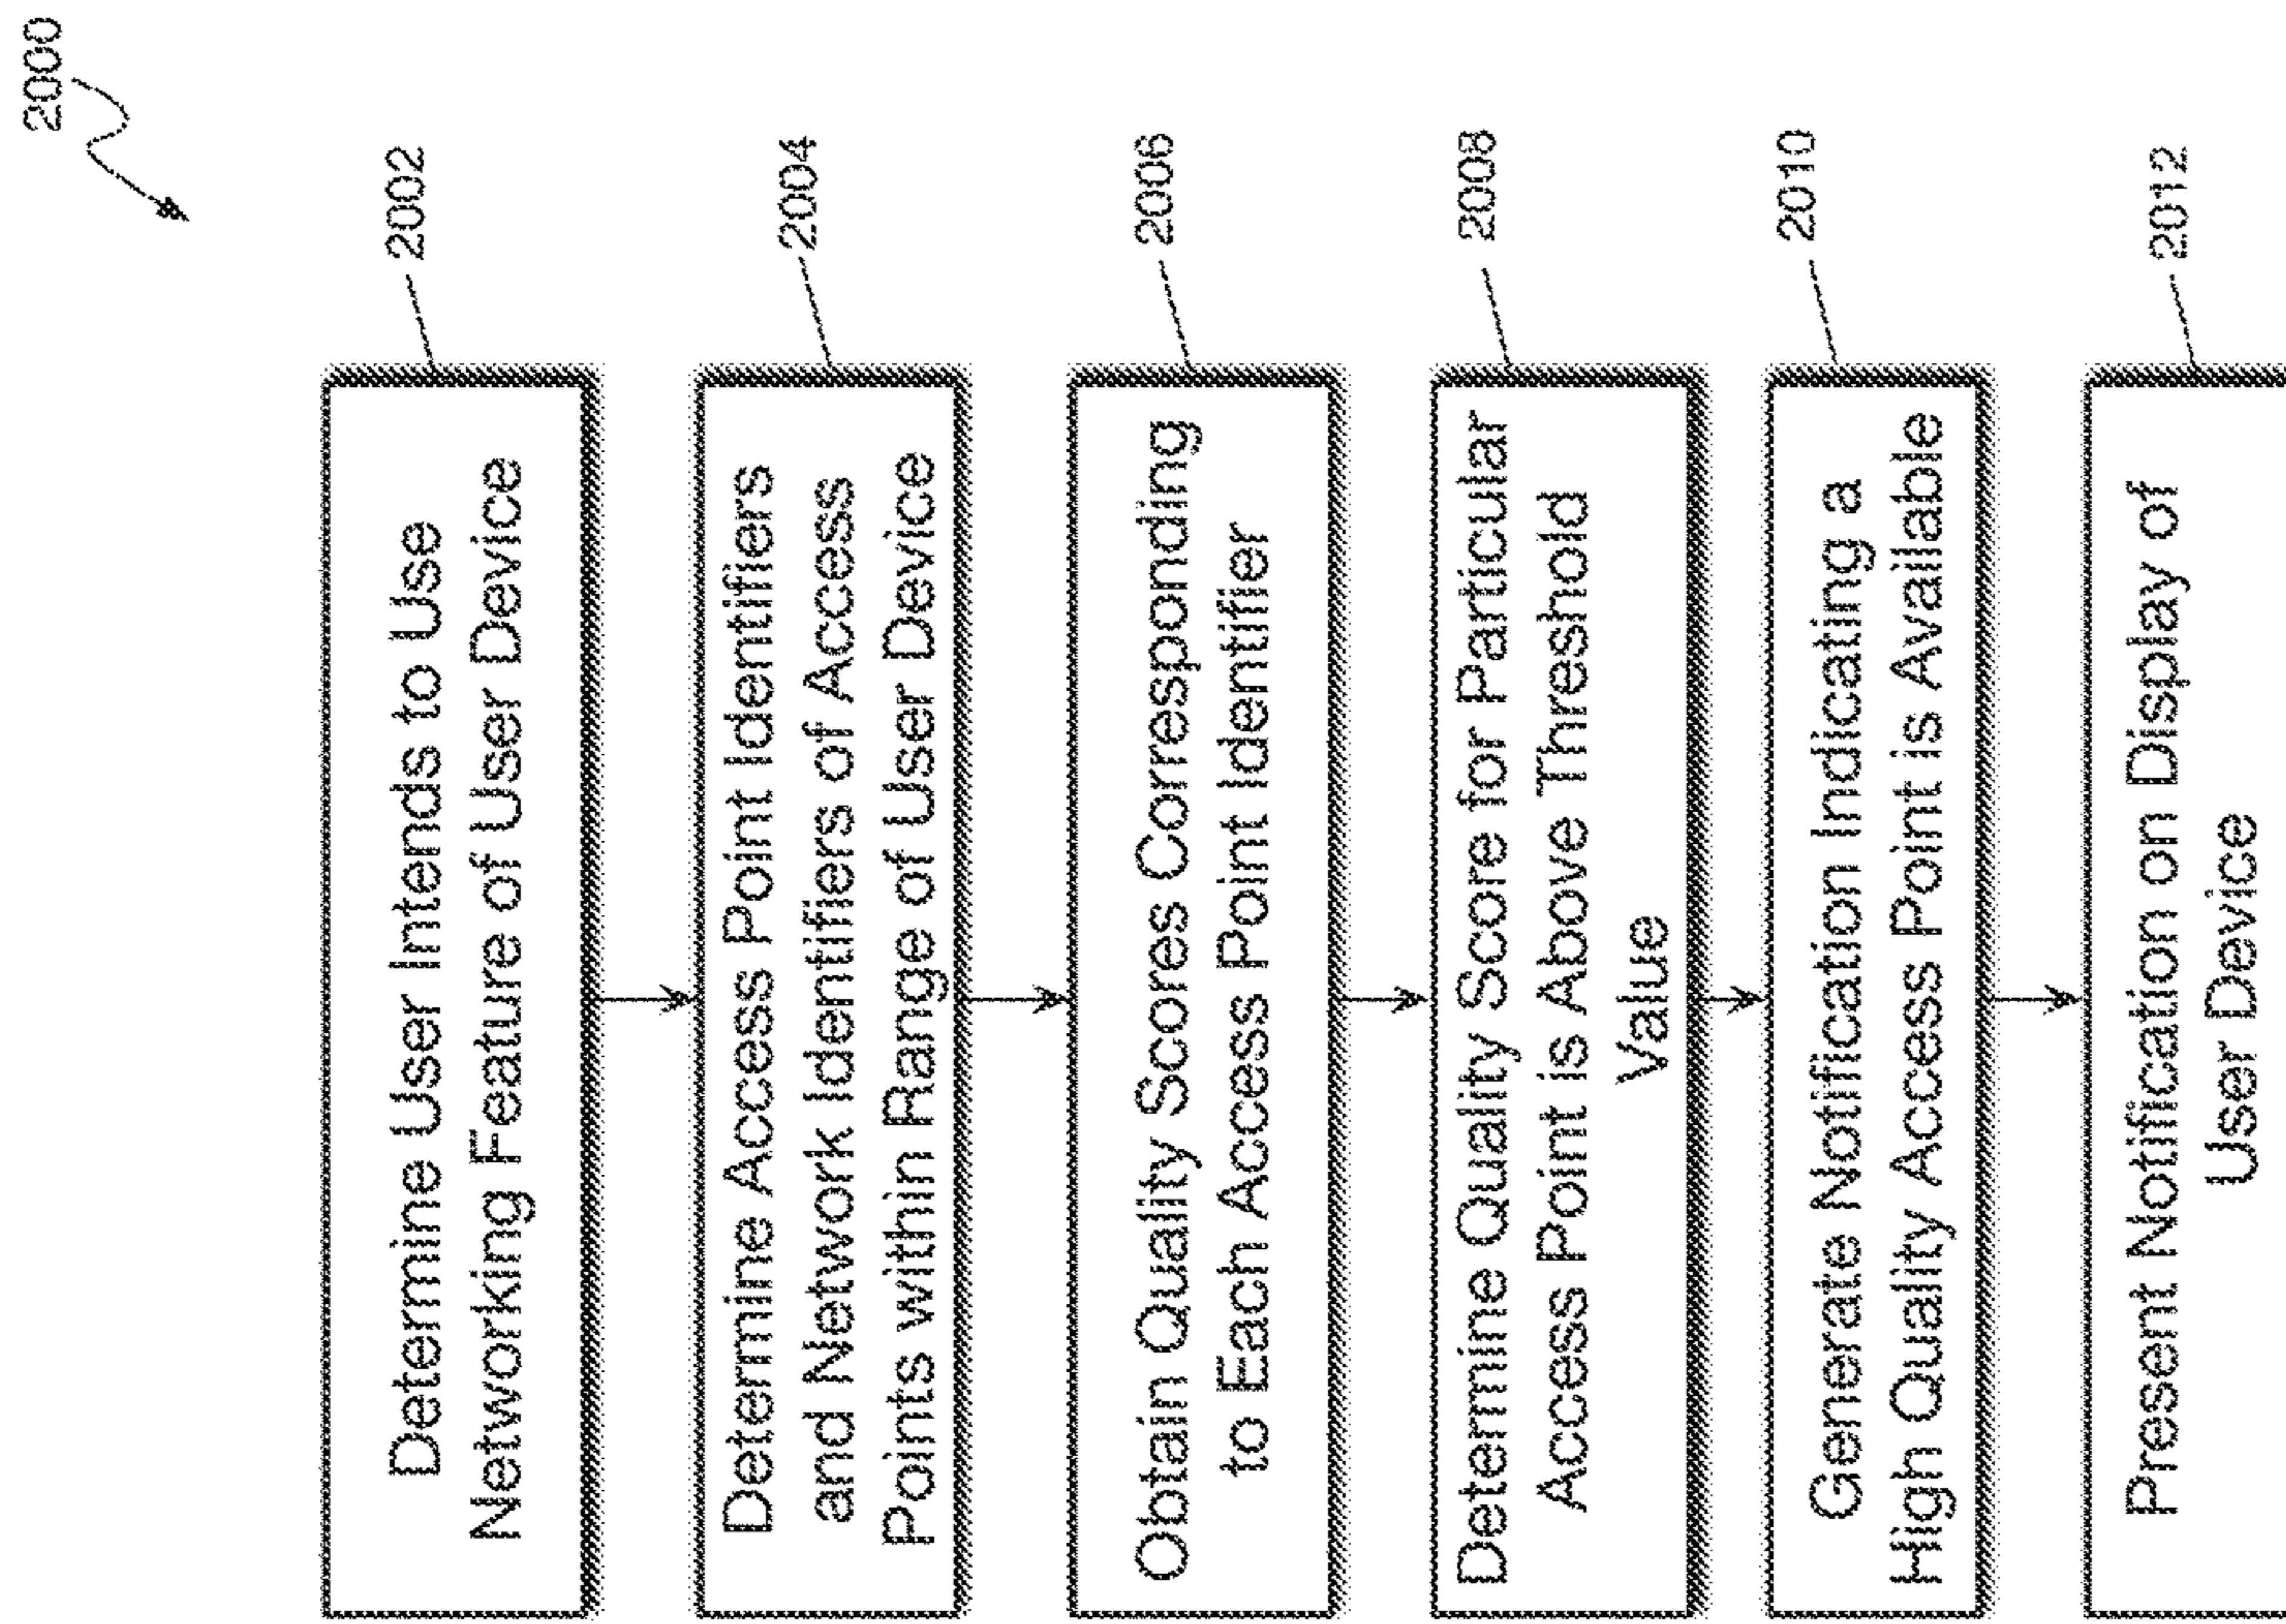 2000
2002
Determine User Intends to Use
Networking Feature of User Device
2004
Determine Access Point Identifiers
and Network Identifiers of Access
Points within Range of User Device
2006
Obtain Quality Scores Corresponding
to Each Access Point Identifier
2008
Determine Quality Score for Particular
Access Point is Above Threshold
Value
2010
Generate Notification Indicating a
High Quality Access Point is Available
2012
Present Notification on Display of
User Device